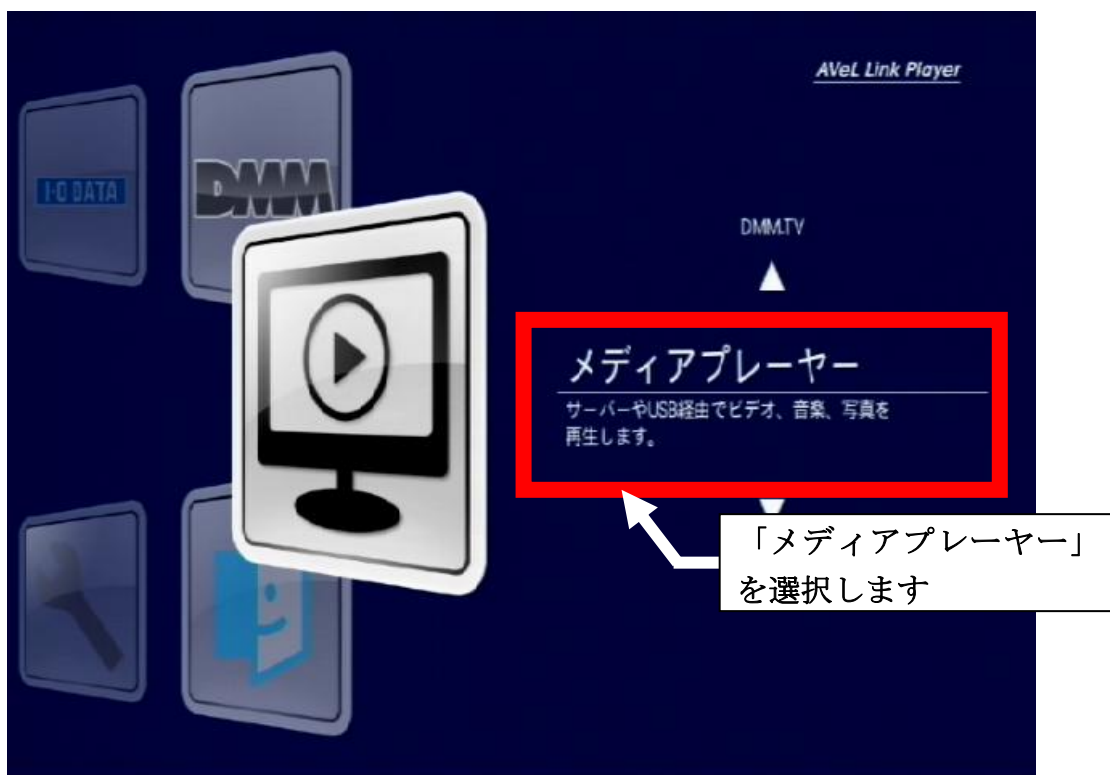 AVeL Link Player
I-O DATA
DMM
DMM.TV
メディアプレーヤー
サーバーやUSB経由でビデオ、音楽、写真を
再生します。
「メディアプレーヤー」
を選択します